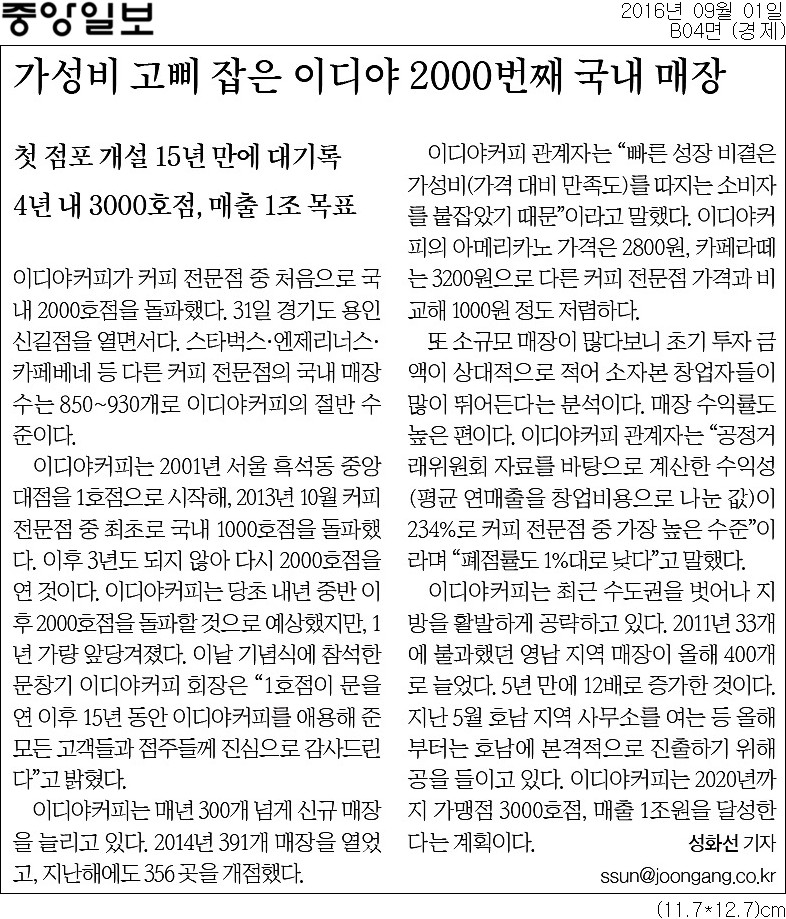 중앙일보
2016년 09월 01일
B04면 (경제)
가성비 고삐 잡은 이디야 2000번째 국내 매장
첫 점포 개설 15년 만에 대기록
4년 내 3000호점, 매출 1조 목표
이디야커피가 커피 전문점 중 처음으로 국
내 2000호점을 돌파했다. 31일 경기도 용인
신길점을 열면서다. 스타벅스·엔제리너스·
카페베네 등 다른 커피 전문점의 국내 매장
수는 850~930개로 이디야커피의 절반 수
준이다.
이디야커피는 2001년 서울 흑석동 중앙
대점을 1호점으로 시작해, 2013년 10월 커피
전문점 중 최초로 국내 1000호점을 돌파했
다. 이후 3년도 되지 않아 다시 2000호점을
연 것이다. 이디야커피는 당초 내년 중반 이
후 2000호점을 돌파할 것으로 예상했지만, 1
년 가량 앞당겨졌다. 이날 기념식에 참석한
문창기 이디야커피 회장은 “1호점이 문을
연 이후 15년 동안 이디야커피를 애용해 준
모든 고객들과 점주들께 진심으로 감사드린
다”고 밝혔다.
이디야커피는 매년 300개 넘게 신규 매장
을 늘리고 있다. 2014년 391개 매장을 열었
고, 지난해에도 356 곳을 개점했다.
이디야커피 관계자는 “빠른 성장 비결은
가성비(가격 대비 만족도)를 따지는 소비자
를 붙잡았기 때문”이라고 말했다. 이디야커
피의 아메리카노 가격은 2800원, 카페라떼
는 3200원으로 다른 커피 전문점 가격과 비
교해 1000원 정도 저렴하다.
또 소규모 매장이 많다보니 초기 투자 금
액이 상대적으로 적어 소자본 창업자들이
많이 뛰어든다는 분석이다. 매장 수익률도
높은 편이다. 이디야커피 관계자는 “공정거
래위원회 자료를 바탕으로 계산한 수익성
(평균 연매출을 창업비용으로 나눈 값)이
234%로 커피 전문점 중 가장 높은 수준”이
라며 “폐점률도 1%대로 낮다”고 말했다.
이디야커피는 최근 수도권을 벗어나 지
방을 활발하게 공략하고 있다. 2011년 33개
에 불과했던 영남 지역 매장이 올해 400개
로 늘었다. 5년 만에 12배로 증가한 것이다.
지난 5월 호남 지역 사무소를 여는 등 올해
부터는 호남에 본격적으로 진출하기 위해
공을 들이고 있다. 이디야커피는 2020년까
지 가맹점 3000호점, 매출 1조원을 달성한
다는 계획이다. 성화선 기자
ssun@joongang.co.kr
(11.7*12.7)cm